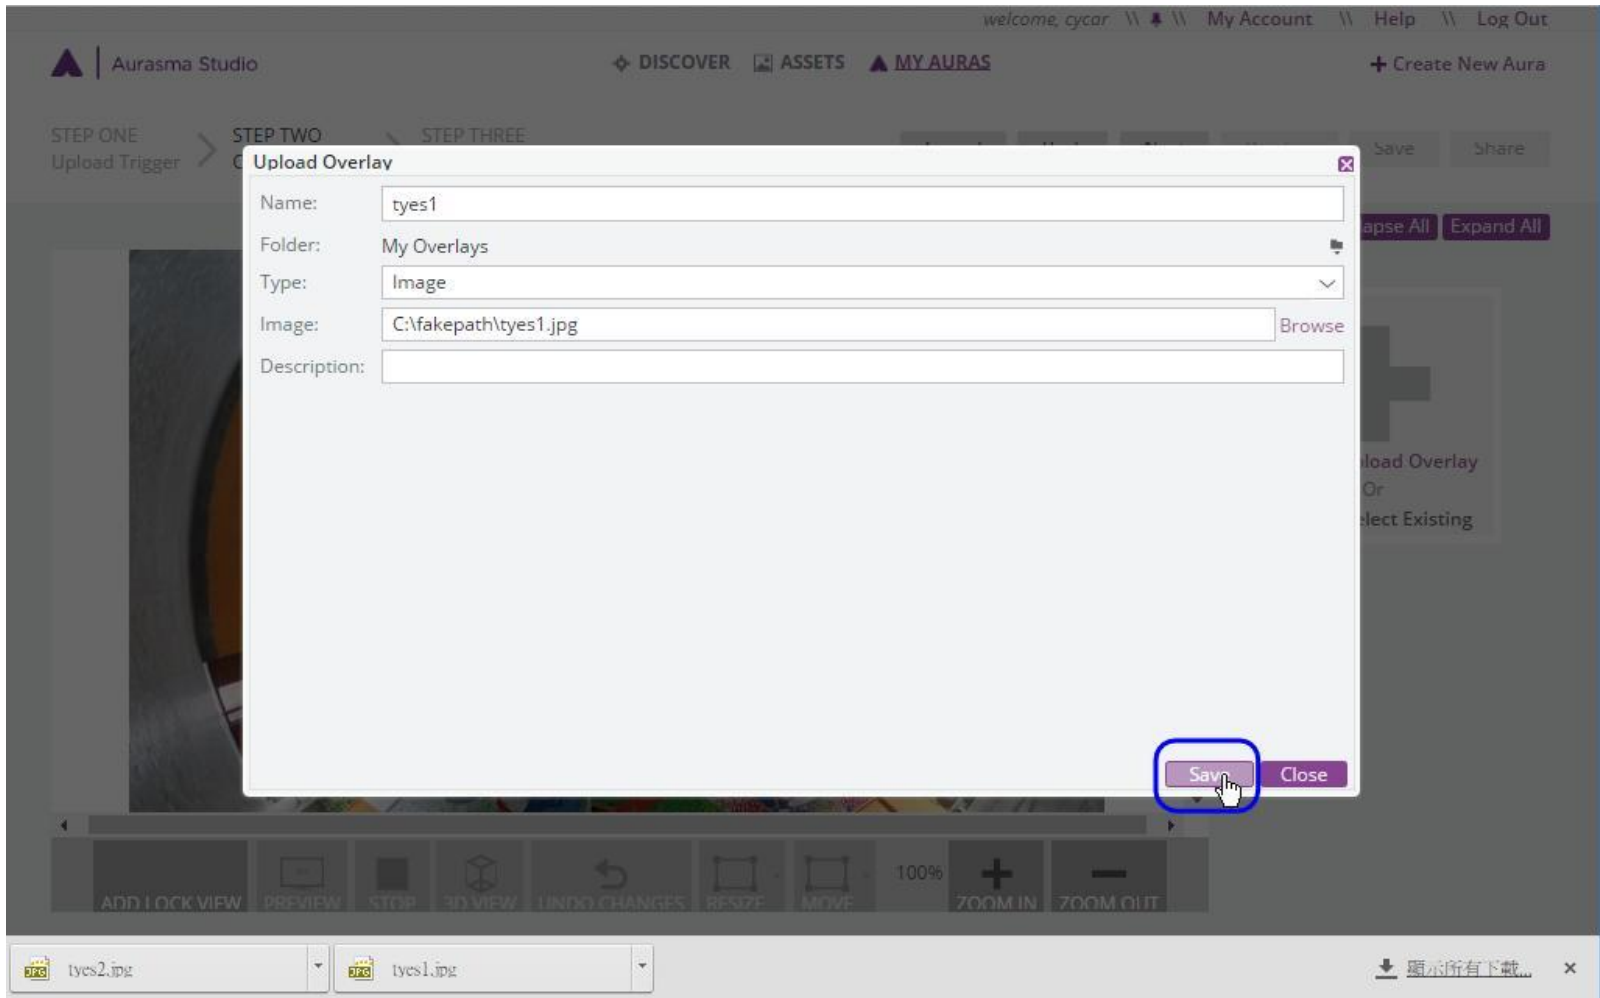 welcome, cycar \\ \\ My Account \\ Help \\ Log Out
Aurasma Studio
DISCOVER ASSETS MY AURAS
+ Create New Aura
STEP ONE STEP TWO STEP THREE
Upload Trigger
Save Share
Upload Overlay
Name: tyes1
Folder: My Overlays
Type: Image
Image: C:\fakepath\tyes1.jpg Browse
Description:
lapse All Expand All
load Overlay
Or
elect Existing
Save Close
ADD LOCK VIEW PREVIEW STOP 3D VIEW UNDO CHANGES RESIZE MOVE 100% ZOOM IN ZOOM OUT
tyes2.jpg tyes1.jpg 顯示所有下載...